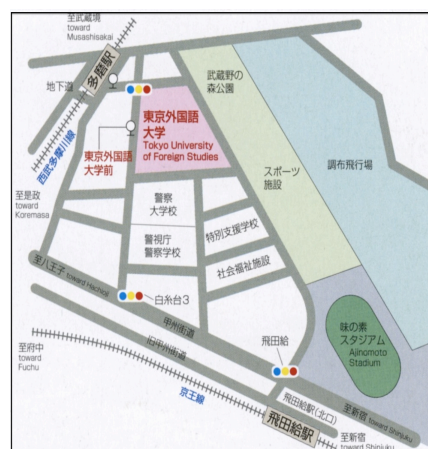 至武蔵境
toward
Musashisakai
多磨駅
地下道
西武多摩川線
至是政
toward
Koremasa
東京外国語
大学前
東京外国語
大学
Tokyo University
of Foreign Studies
武蔵野の
森公園
スポーツ
施設
調布飛行場
警察
大学校
警視庁
警察学校
特別支援学校
社会福祉施設
至八王子 toward Hachioji
白糸台3
甲州街道
旧甲州街道
飛田給
味の素
スタジアム
Ajinomoto
Stadium
至府中
toward
Fuchu
京王線
飛田給駅(北口)
飛田給駅
至新宿 toward Shinjuku
至新宿
toward Shinjuku